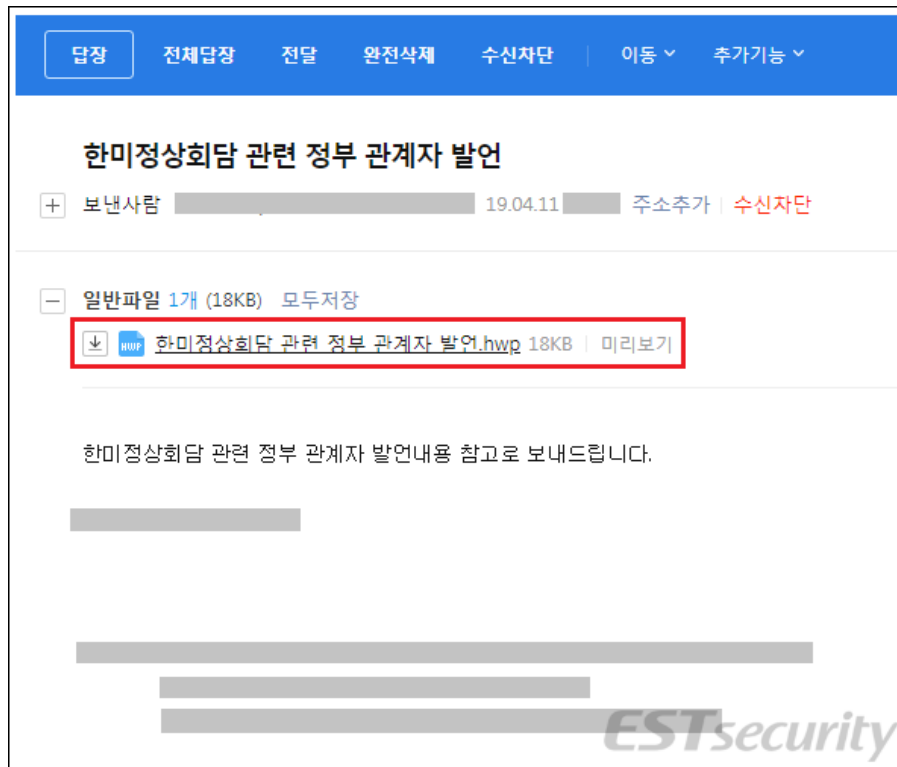 답장 전체답장 전달 완전삭제 수신차단 이동 추가기능
한미정상회담 관련 정부 관계자 발언
보낸사람 19.04.11 주소추가 수신차단
일반파일 1개 (18KB) 모두저장
HWP 한미정상회담 관련 정부 관계자 발언.hwp 18KB 미리보기
한미정상회담 관련 정부 관계자 발언내용 참고로 보내드립니다.
ESTsecurity